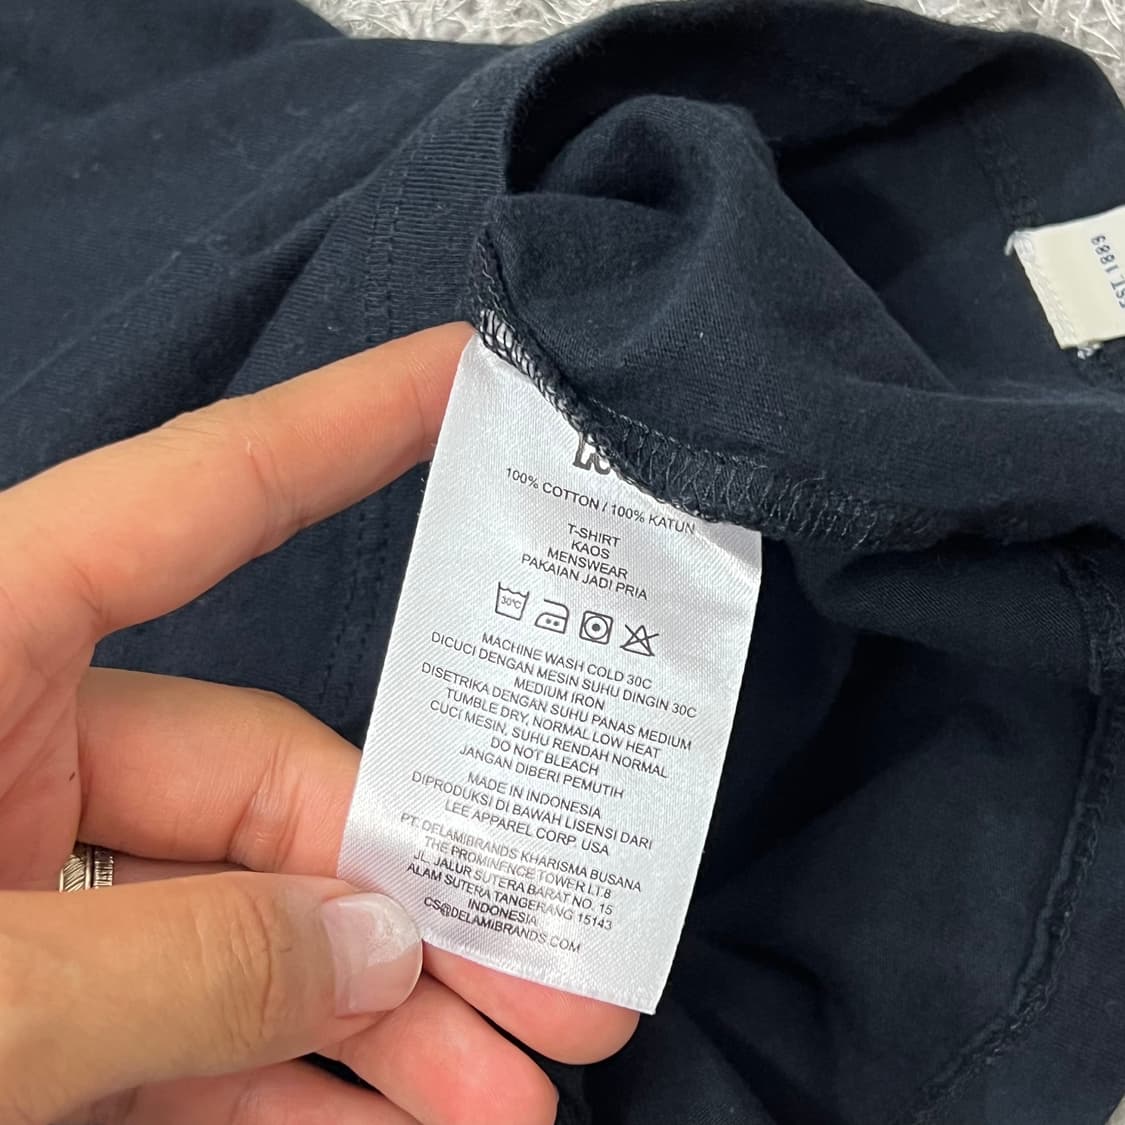 100% COTTON / 100% KATUN
T-SHIRT
KAOS
MENSWEAR
PAKAIAN JADI PRIA
30°C
MACHINE WASH COLD 30C
DICUCI DENGAN MESIN SUHU DINGIN 30C
MEDIUM IRON
DISETRIKA DENGAN SUHU PANAS MEDIUM
TUMBLE DRY, NORMAL LOW HEAT
CUCI MESIN, SUHU RENDAH NORMAL
DO NOT BLEACH
JANGAN DIBERI PEMUTIH
MADE IN INDONESIA
DIPRODUKSI DI BAWAH LISENSI DARI
LEE APPAREL CORP. USA
PT. DELAMIBRANDS KHARISMA BUSANA
THE PROMINENCE TOWER LT.8
JL. JALUR SUTERA BARAT NO. 15
ALAM SUTERA TANGERANG 15143
INDONESIA
CS@DELAMIBRANDS.COM